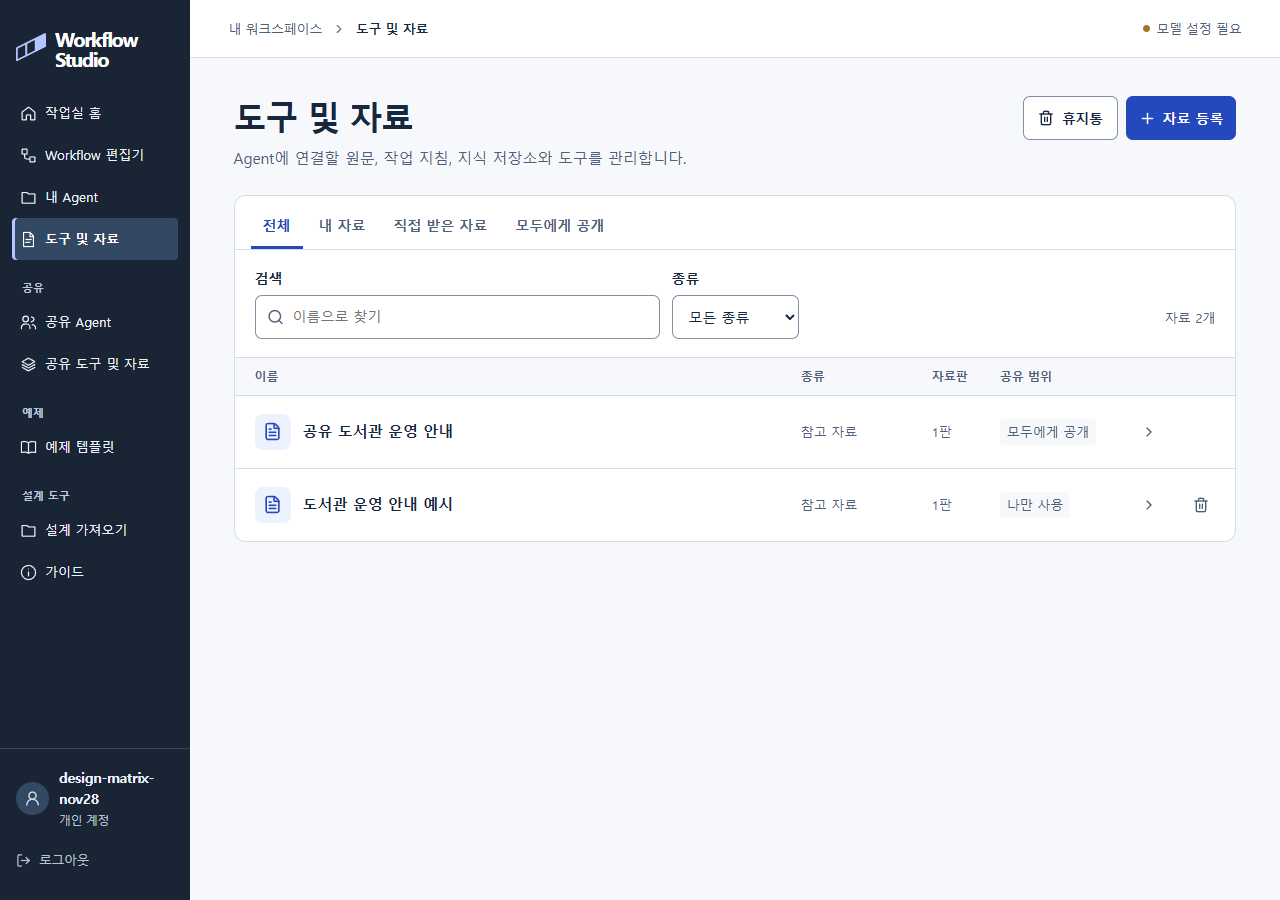 Workflow
Studio
작업실 홈
Workflow 편집기
내 Agent
도구 및 자료
공유
공유 Agent
공유 도구 및 자료
예제
예제 템플릿
설계 도구
설계 가져오기
가이드
design-matrix-
nov28
개인 계정
로그아웃
내 워크스페이스 > 도구 및 자료
모델 설정 필요
도구 및 자료
휴지통
자료 등록
Agent에 연결할 원문, 작업 지침, 지식 저장소와 도구를 관리합니다.
전체 내 자료 직접 받은 자료 모두에게 공개
검색 종류
이름으로 찾기 모든 종류 자료 2개
이름 종류 자료판 공유 범위
공유 도서관 운영 안내 참고 자료 1판 모두에게 공개
도서관 운영 안내 예시 참고 자료 1판 나만 사용